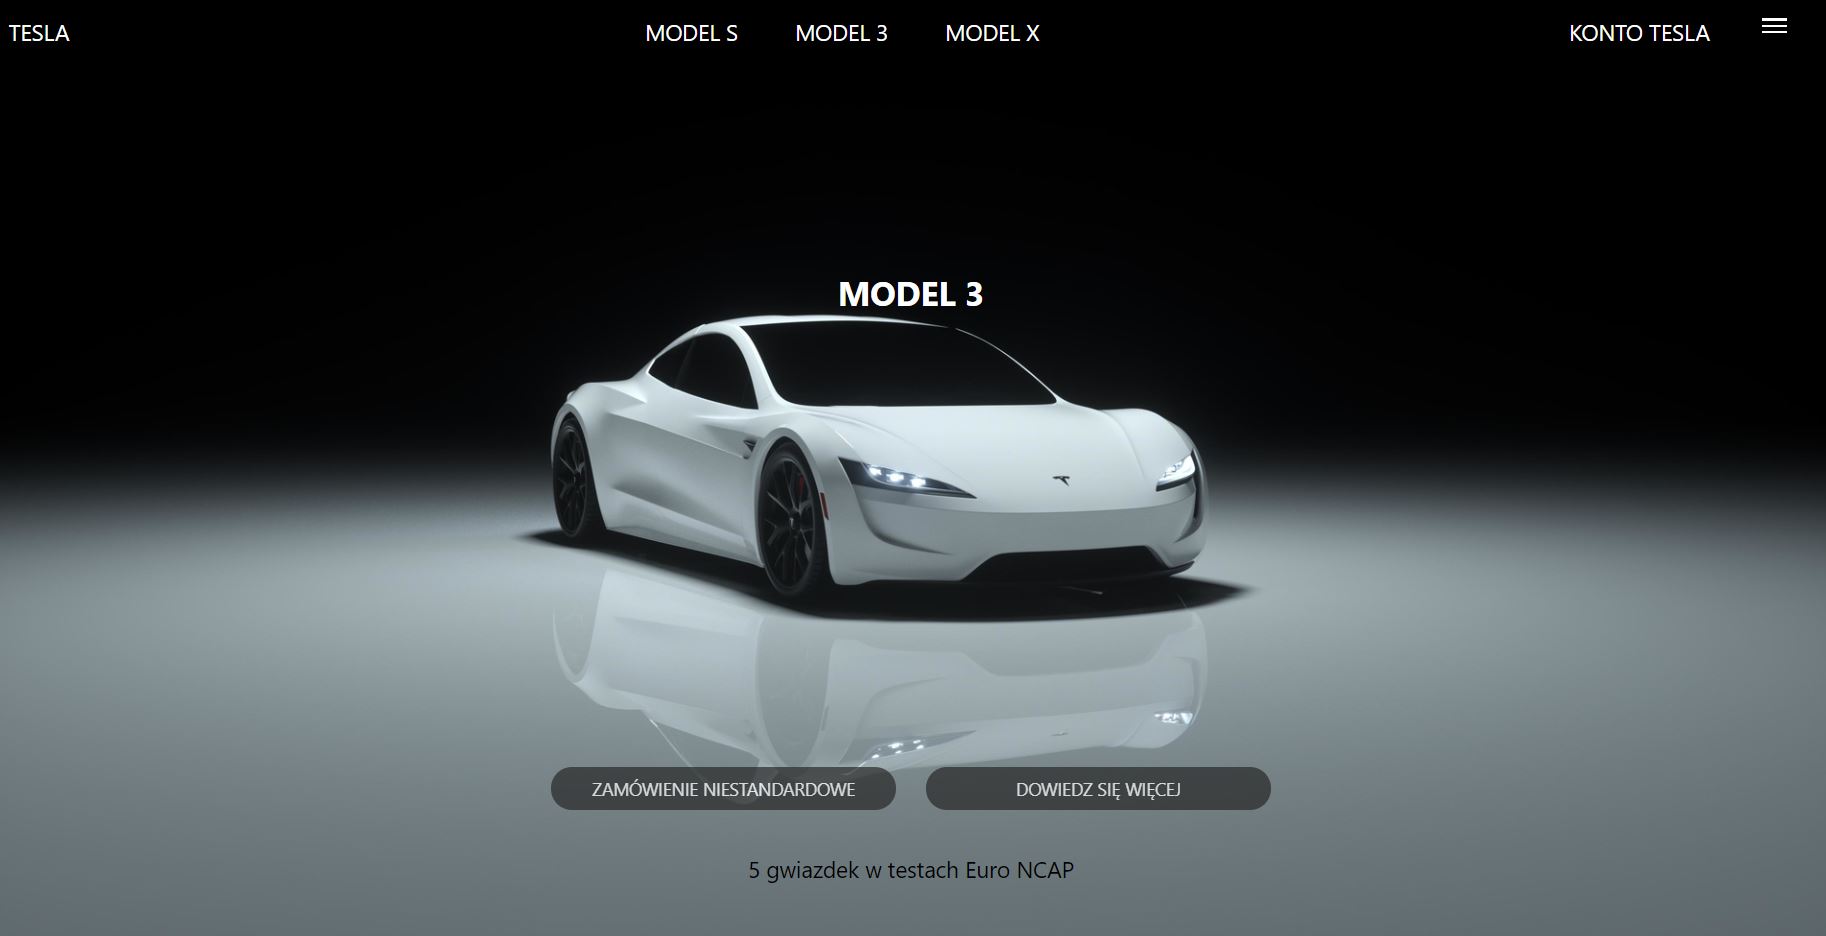 TESLA
MODEL S
MODEL 3
MODEL X
KONTO TESLA
MODEL 3
ZAMÓWIENIE NIESTANDARDOWE
DOWIEDZ SIĘ WIĘCEJ
5 gwiazdek w testach Euro NCAP